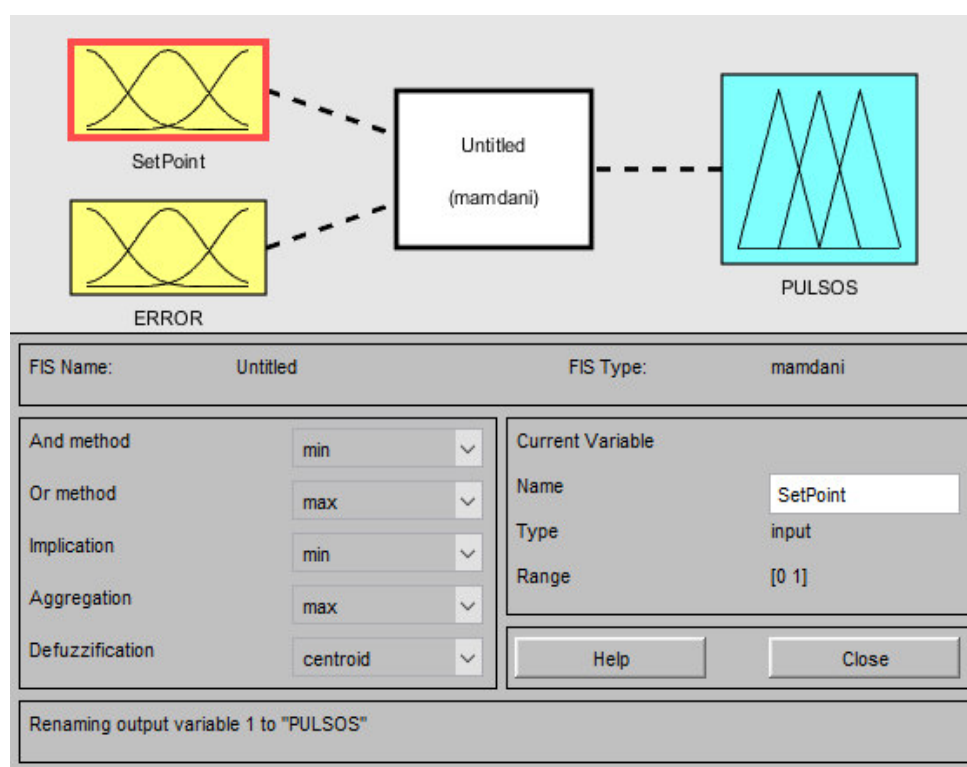 SetPoint
ERROR
Untitled
(mamdani)
PULSOS
FIS Name: Untitled FIS Type: mamdani
And method min
Or method max
Implication min
Aggregation max
Defuzzification centroid
Current Variable
Name SetPoint
Type input
Range [0 1]
Help Close
Renaming output variable 1 to "PULSOS"